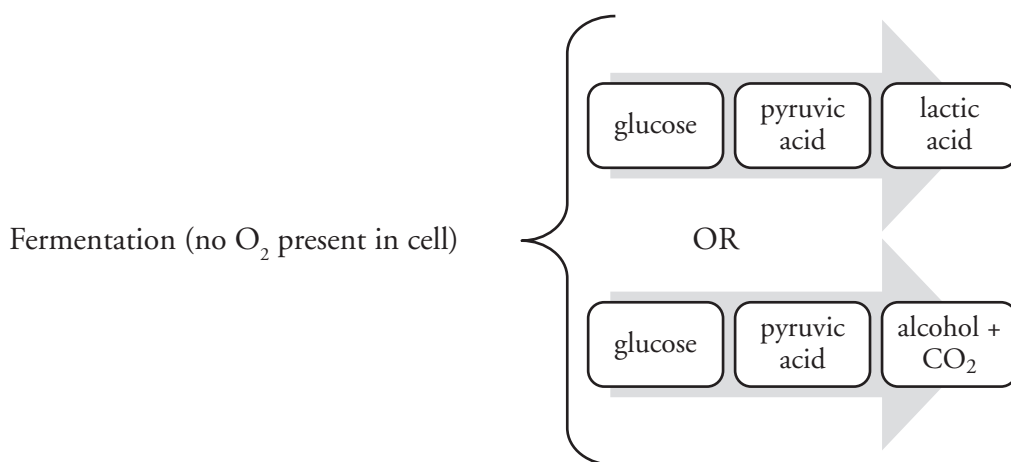 glucose
pyruvic
acid
lactic
acid
Fermentation (no O₂ present in cell)
OR
glucose
pyruvic
acid
alcohol +
CO₂